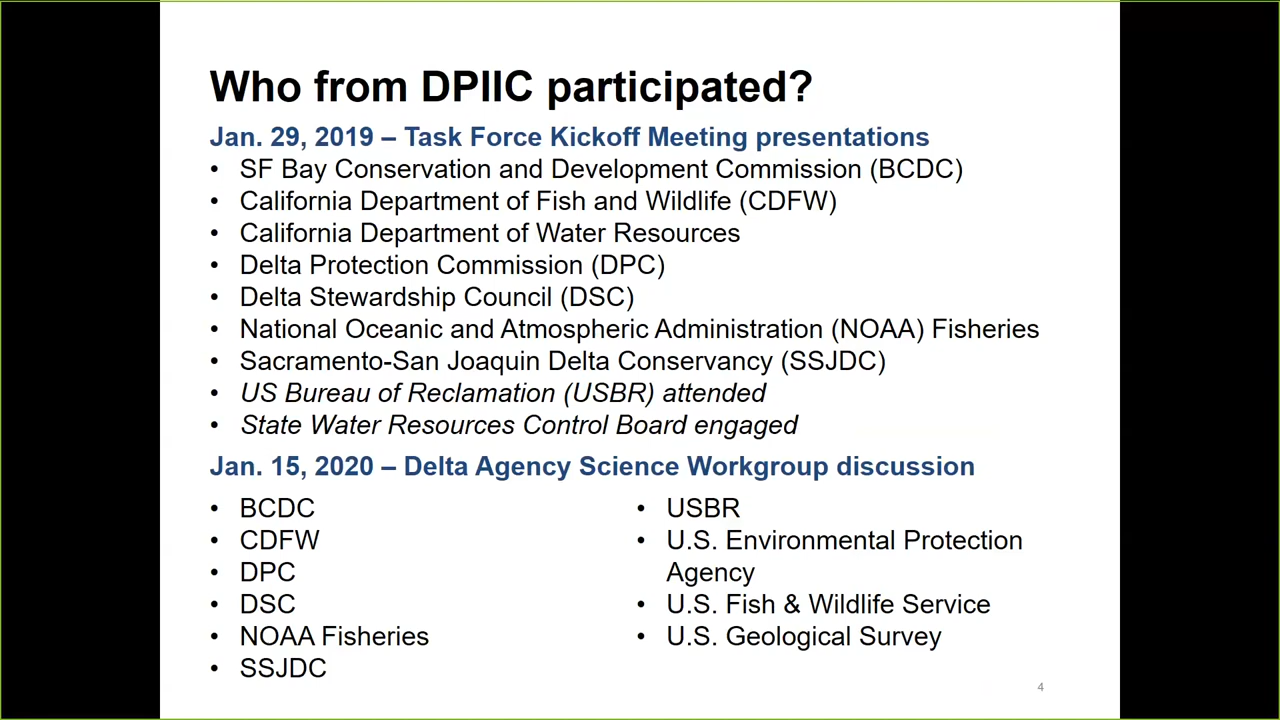 Who from DPIIC participated?
Jan. 29, 2019 – Task Force Kickoff Meeting presentations
• SF Bay Conservation and Development Commission (BCDC)
• California Department of Fish and Wildlife (CDFW)
• California Department of Water Resources
• Delta Protection Commission (DPC)
• Delta Stewardship Council (DSC)
• National Oceanic and Atmospheric Administration (NOAA) Fisheries
• Sacramento-San Joaquin Delta Conservancy (SSJDC)
• US Bureau of Reclamation (USBR) attended
• State Water Resources Control Board engaged
Jan. 15, 2020 – Delta Agency Science Workgroup discussion
• BCDC
• CDFW
• DPC
• DSC
• NOAA Fisheries
• SSJDC
• USBR
• U.S. Environmental Protection
Agency
• U.S. Fish & Wildlife Service
• U.S. Geological Survey
4